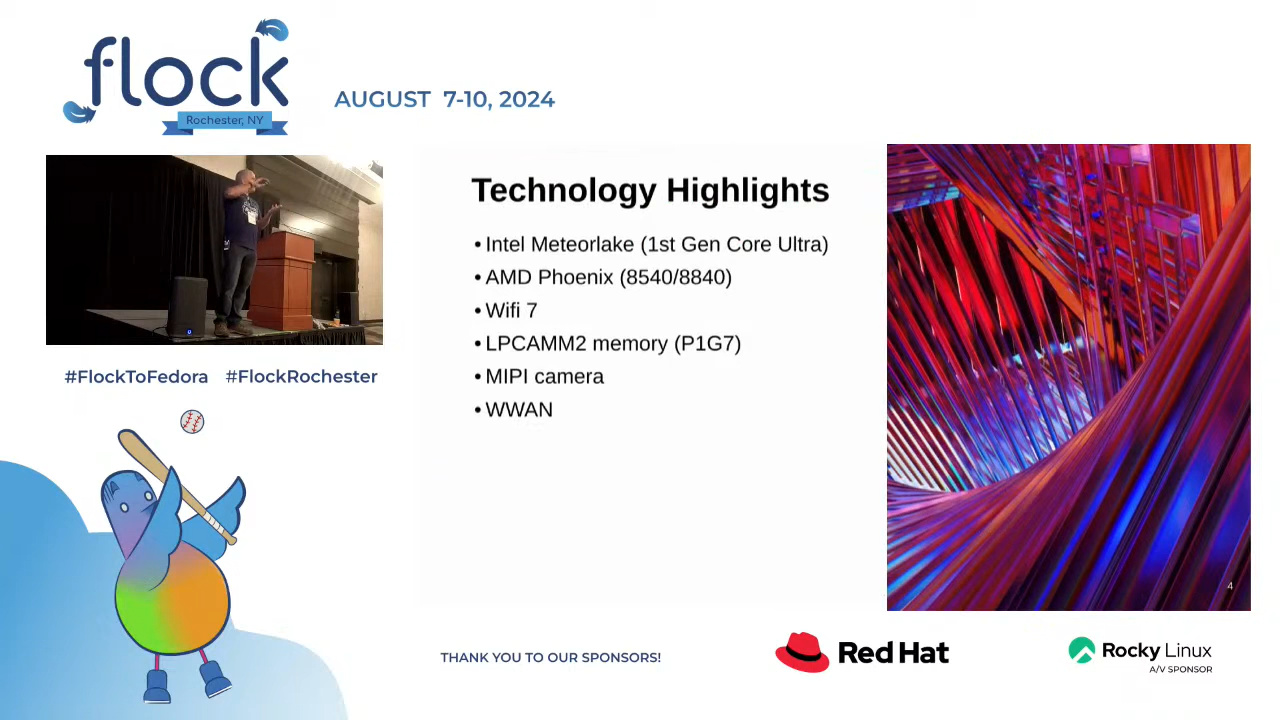 flock
Rochester, NY
AUGUST 7-10, 2024
Technology Highlights
• Intel Meteorlake (1st Gen Core Ultra)
• AMD Phoenix (8540/8840)
• Wifi 7
• LPCAMM2 memory (P1G7)
• MIPI camera
• WWAN
#FlockToFedora #FlockRochester
4
THANK YOU TO OUR SPONSORS!
Red Hat
Rocky Linux
A/V SPONSOR